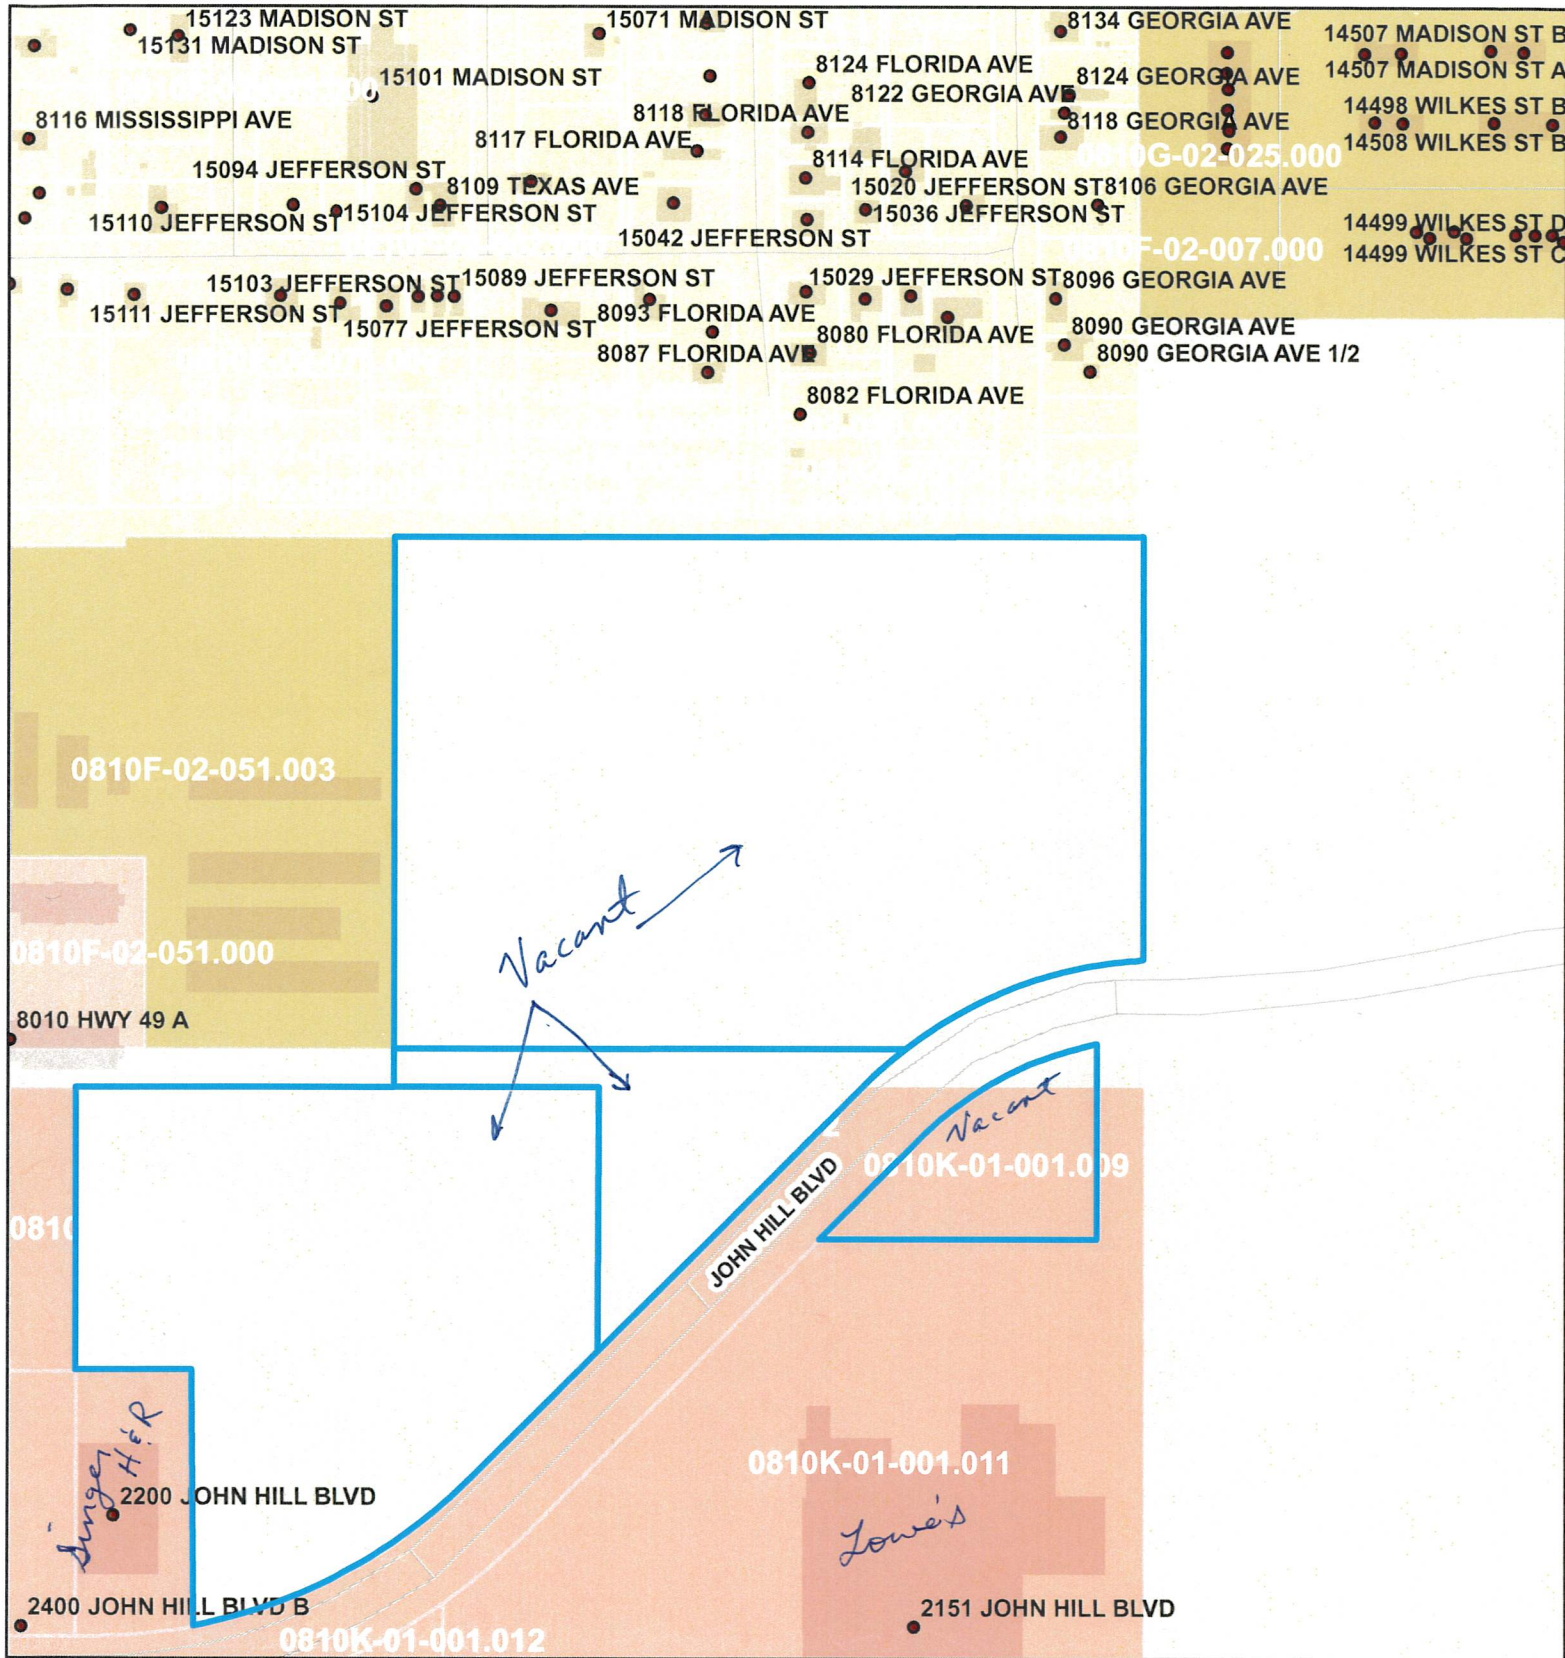 15123 MADISON ST
15071 MADISON ST
8134 GEORGIA AVE
14507 MADISON ST B
15131 MADISON ST
15101 MADISON ST
8124 FLORIDA AVE
8124 GEORGIA AVE
14507 MADISON ST A
8122 GEORGIA AVE
14498 WILKES ST B
8116 MISSISSIPPI AVE
8118 FLORIDA AVE
8118 GEORGIA AVE
8117 FLORIDA AVE
14508 WILKES ST B
0810G-02-025.000
15094 JEFFERSON ST
8114 FLORIDA AVE
8109 TEXAS AVE
15020 JEFFERSON ST
8106 GEORGIA AVE
15110 JEFFERSON ST
15104 JEFFERSON ST
15036 JEFFERSON ST
14499 WILKES ST D
15042 JEFFERSON ST
0810F-02-007.000
14499 WILKES ST C
15103 JEFFERSON ST
15089 JEFFERSON ST
15029 JEFFERSON ST
8096 GEORGIA AVE
15111 JEFFERSON ST
15077 JEFFERSON ST
8093 FLORIDA AVE
8080 FLORIDA AVE
8090 GEORGIA AVE
8087 FLORIDA AVE
8090 GEORGIA AVE 1/2
8082 FLORIDA AVE
0810F-02-051.003
Vacant
0810F-02-051.000
8010 HWY 49 A
Vacant
0810K-01-001.009
JOHN HILL BLVD
0810
Singer
H & R
2200 JOHN HILL BLVD
0810K-01-001.011
Lowe's
2400 JOHN HILL BLVD B
2151 JOHN HILL BLVD
0810K-01-001.012